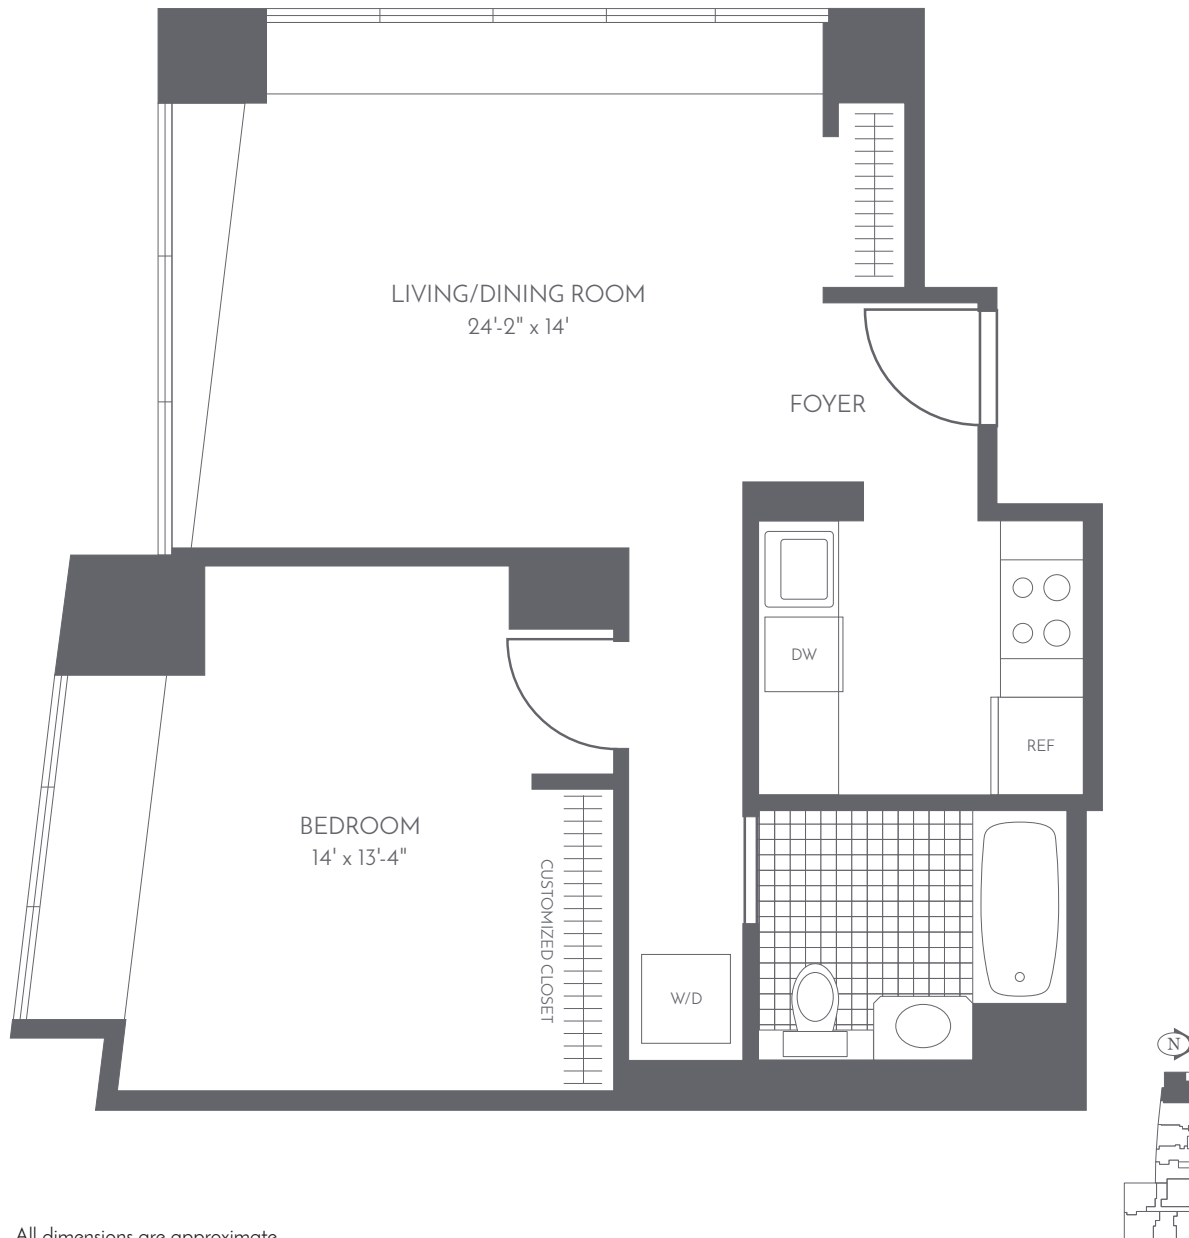 LIVING/DINING ROOM
24'-2" x 14'
FOYER
DW
REF
BEDROOM
14' x 13'-4"
CUSTOMIZED CLOSET
W/D
N
All dimensions are approximate